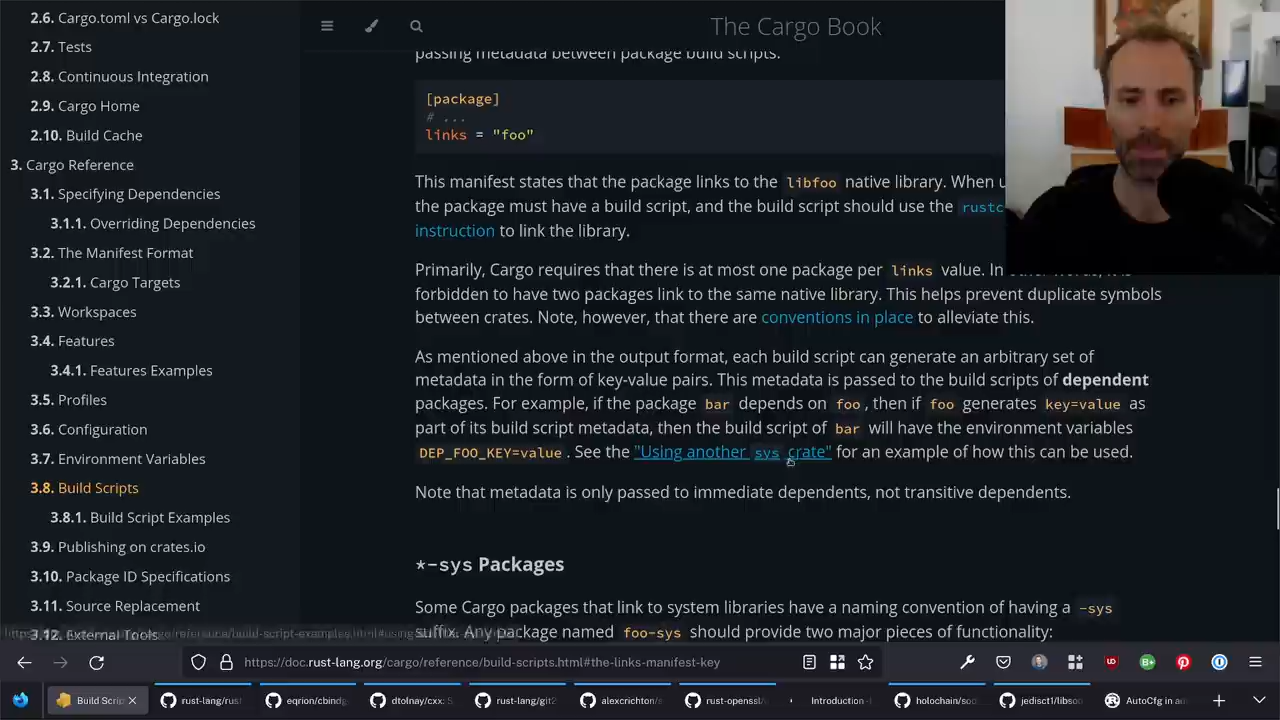 2.6. Cargo.toml vs Cargo.lock
2.7. Tests
2.8. Continuous Integration
2.9. Cargo Home
2.10. Build Cache
3. Cargo Reference
3.1. Specifying Dependencies
3.1.1. Overriding Dependencies
3.2. The Manifest Format
3.2.1. Cargo Targets
3.3. Workspaces
3.4. Features
3.4.1. Features Examples
3.5. Profiles
3.6. Configuration
3.7. Environment Variables
3.8. Build Scripts
3.8.1. Build Script Examples
3.9. Publishing on crates.io
3.10. Package ID Specifications
3.11. Source Replacement
3.12. External Tools
The Cargo Book
passing metadata between package build scripts.
[package]
# ...
links = "foo"
This manifest states that the package links to the libfoo native library. When
the package must have a build script, and the build script should use the rustc
instruction to link the library.
Primarily, Cargo requires that there is at most one package per links value. In
forbidden to have two packages link to the same native library. This helps prevent duplicate symbols
between crates. Note, however, that there are conventions in place to alleviate this.
As mentioned above in the output format, each build script can generate an arbitrary set of
metadata in the form of key-value pairs. This metadata is passed to the build scripts of dependent
packages. For example, if the package bar depends on foo, then if foo generates key=value as
part of its build script metadata, then the build script of bar will have the environment variables
DEP_FOO_KEY=value. See the "Using another sys crate" for an example of how this can be used.
Note that metadata is only passed to immediate dependents, not transitive dependents.
*-sys Packages
Some Cargo packages that link to system libraries have a naming convention of having a -sys
suffix. Any package named foo-sys should provide two major pieces of functionality:
https://doc.rust-lang.org/cargo/reference/build-scripts.html#the-links-manifest-key
Build Scrip
rust-lang/rus
eqrion/cbind
dtolnay/cxx: S
rust-lang/git2
alexcrichton/
rust-openssl/
Introduction -
holochain/so
jedisct1/libso
AutoCfg in a